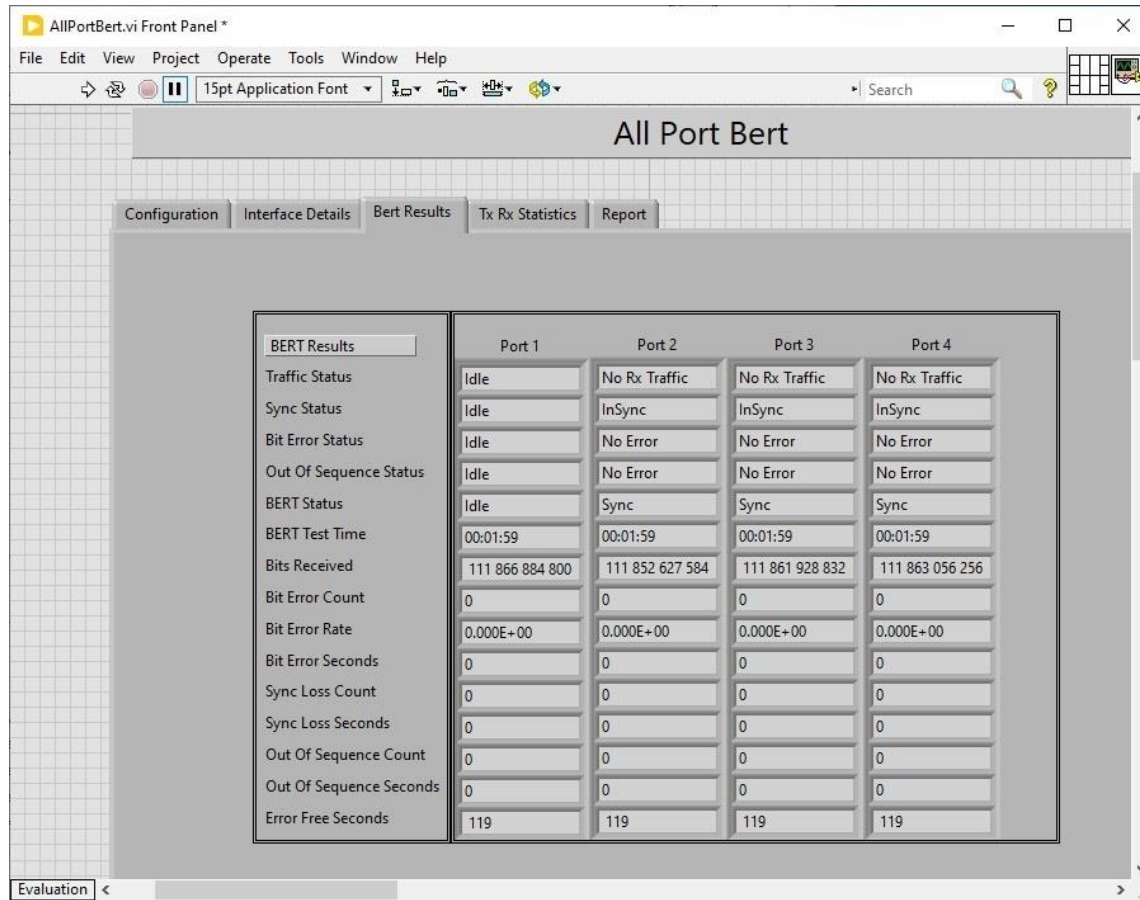 AllPortBert.vi Front Panel *
File Edit View Project Operate Tools Window Help
15pt Application Font Search
All Port Bert
Configuration Interface Details Bert Results Tx Rx Statistics Report
BERT Results Port 1 Port 2 Port 3 Port 4
Traffic Status Idle No Rx Traffic No Rx Traffic No Rx Traffic
Sync Status Idle InSync InSync InSync
Bit Error Status Idle No Error No Error No Error
Out Of Sequence Status Idle No Error No Error No Error
BERT Status Idle Sync Sync Sync
BERT Test Time 00:01:59 00:01:59 00:01:59 00:01:59
Bits Received 111 866 884 800 111 852 627 584 111 861 928 832 111 863 056 256
Bit Error Count 0 0 0 0
Bit Error Rate 0.000E+00 0.000E+00 0.000E+00 0.000E+00
Bit Error Seconds 0 0 0 0
Sync Loss Count 0 0 0 0
Sync Loss Seconds 0 0 0 0
Out Of Sequence Count 0 0 0 0
Out Of Sequence Seconds 0 0 0 0
Error Free Seconds 119 119 119 119
Evaluation